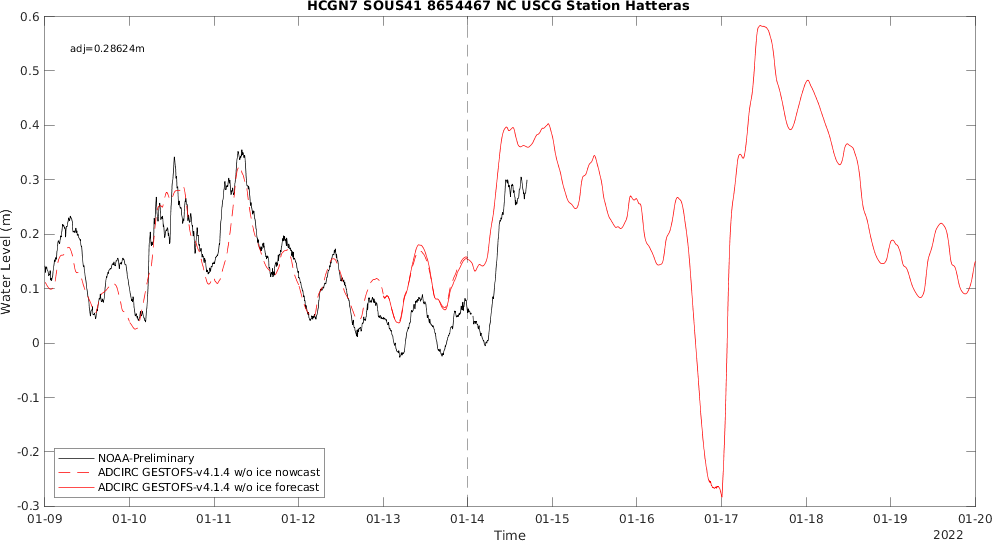 HCGN7 SOUS41 8654467 NC USCG Station Hatteras
adj=0.28624m
0.6
0.5
0.4
0.3
0.2
0.1
0
-0.1
-0.2
-0.3
Water Level (m)
NOAA-Preliminary
ADCIRC GESTOFS-v4.1.4 w/o ice nowcast
ADCIRC GESTOFS-v4.1.4 w/o ice forecast
01-09 01-10 01-11 01-12 01-13 01-14 01-15 01-16 01-17 01-18 01-19 01-20
Time
2022